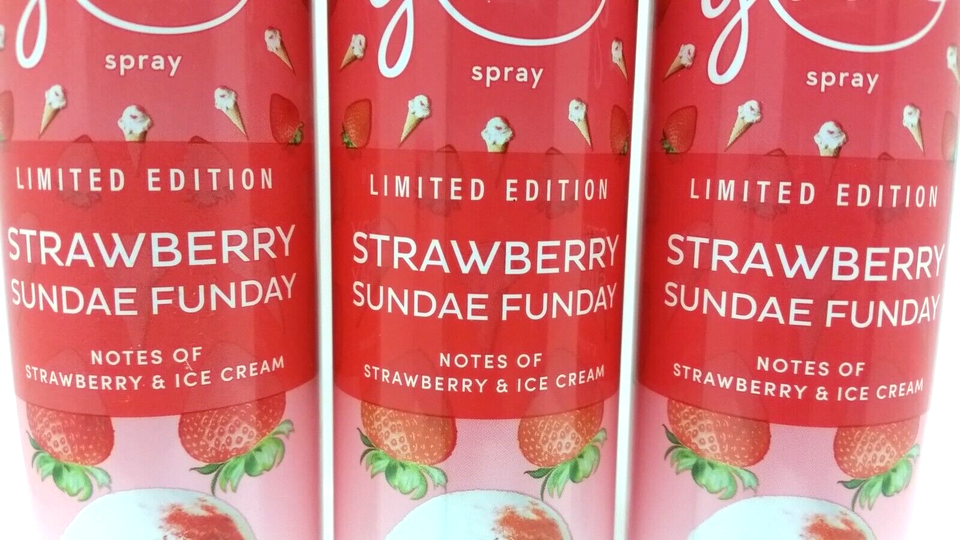 spray
LIMITED EDITION
STRAWBERRY
SUNDAE FUNDAY
NOTES OF
STRAWBERRY & ICE CREAM
spray
LIMITED EDITION
STRAWBERRY
SUNDAE FUNDAY
NOTES OF
STRAWBERRY & ICE CREAM
spray
LIMITED EDITION
STRAWBERRY
SUNDAE FUNDAY
NOTES OF
STRAWBERRY & ICE CREAM